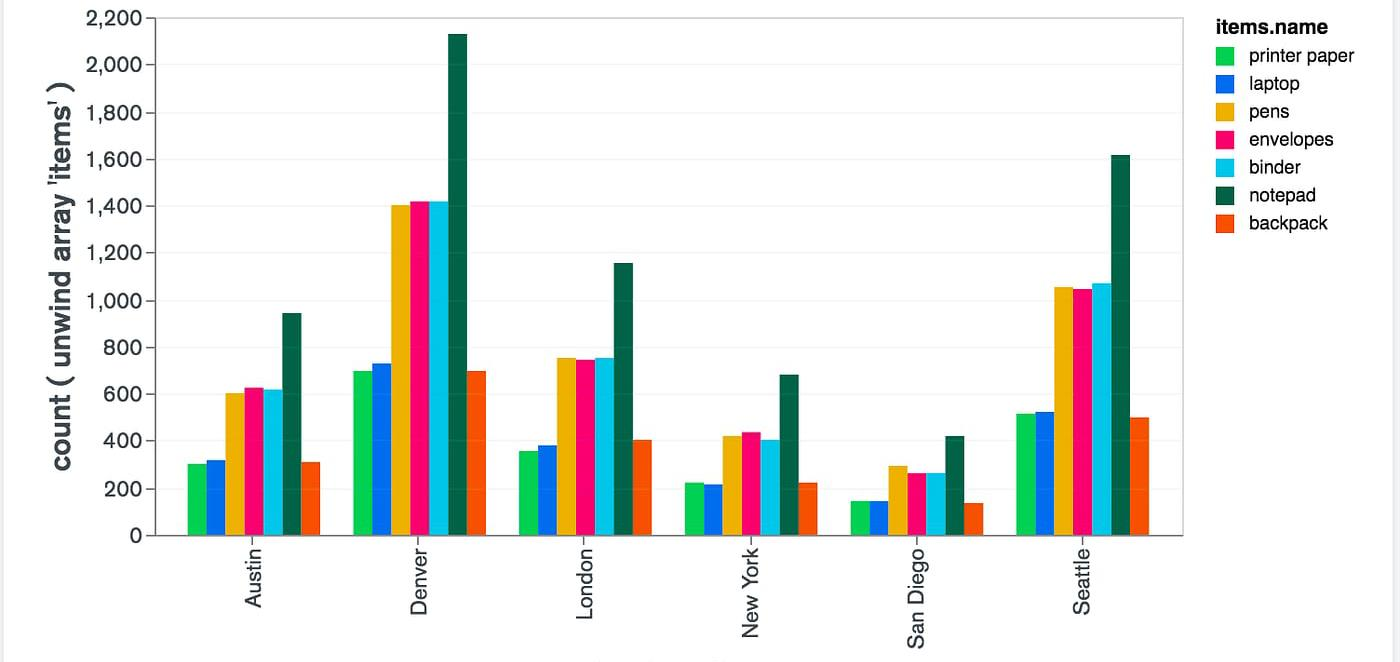 count ( unwind array 'items' )
2,200
2,000
1,800
1,600
1,400
1,200
1,000
800
600
400
200
0
Austin
Denver
London
New York
San Diego
Seattle
items.name
printer paper
laptop
pens
envelopes
binder
notepad
backpack